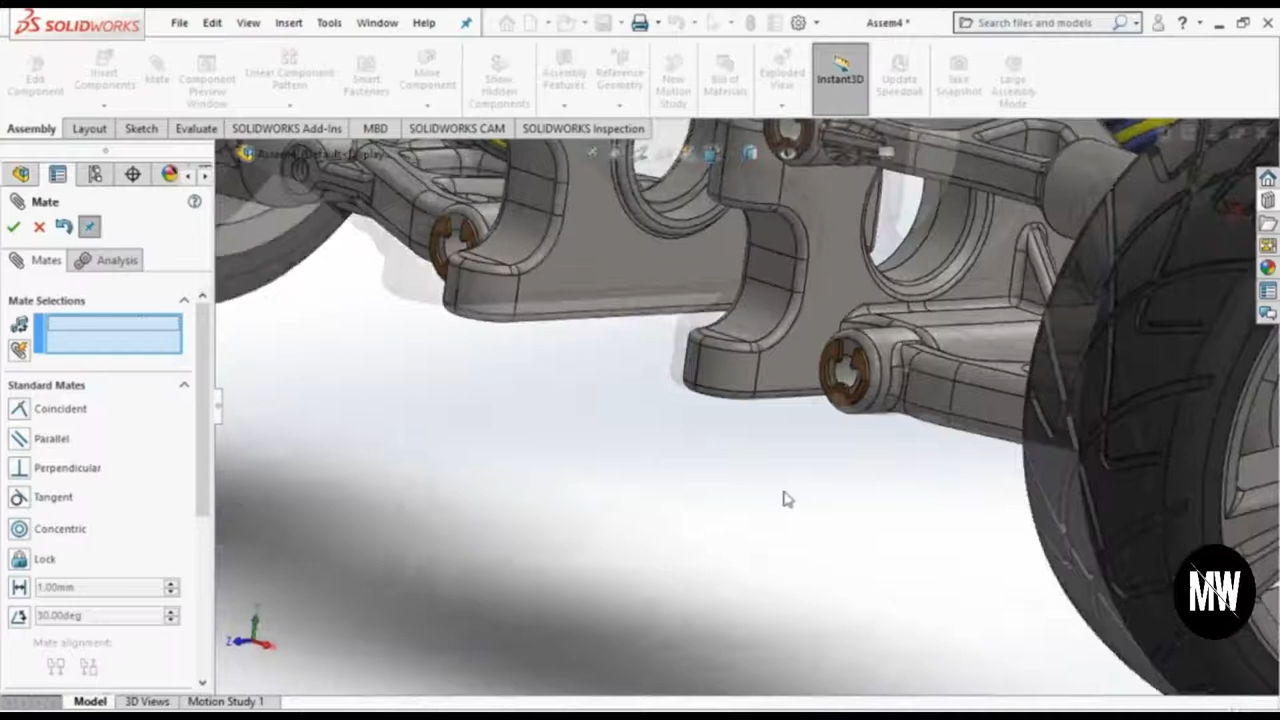 SOLIDWORKS
File Edit View Insert Tools Window Help
Assem4 *
Search files and models
?
Edit Component
Insert Components
Mate
Component Preview Window
Linear Component Pattern
Smart Fasteners
Move Component
Show Hidden Components
Assembly Features
Reference Geometry
New Motion Study
Bill of Materials
Exploded View
Instant3D
Update Speedpak
Take Snapshot
Large Assembly Mode
Assembly Layout Sketch Evaluate SOLIDWORKS Add-Ins MBD SOLIDWORKS CAM SOLIDWORKS Inspection
Mate
Mates Analysis
Mate Selections
Standard Mates
Coincident
Parallel
Perpendicular
Tangent
Concentric
Lock
1.00mm
30.00deg
Mate alignment:
Z
MW
Model 3D Views Motion Study 1